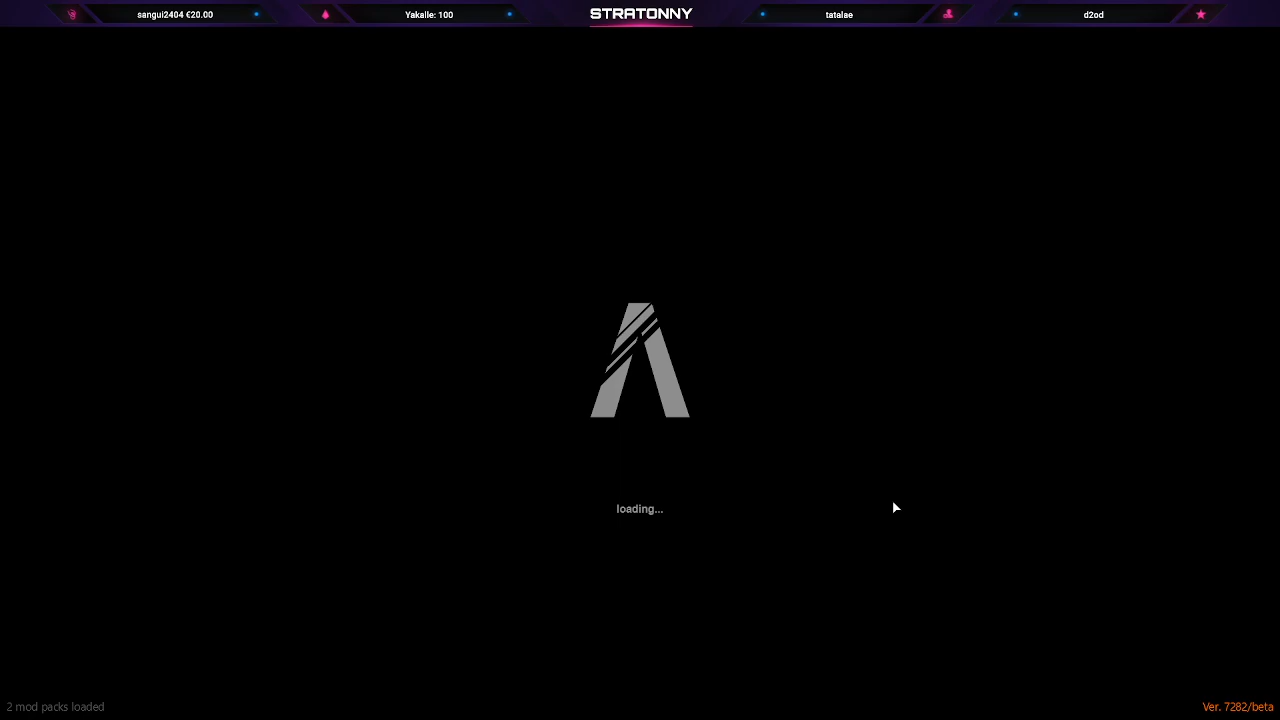 sangui2404 €20.00
Yakalle: 100
STRATONNY
tatalae
d2od
loading...
2 mod packs loaded
Ver. 7282/beta